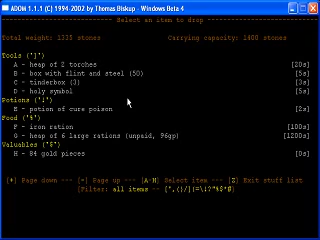 ADOM 1.1.1 (C) 1994-2002 by Thomas Biskup - Windows Beta 4
Select an item to drop
Total weight: 1335 stones Carrying capacity: 1800 stones
Tools (']')
A - heap of 2 torches [20s]
B - box with flint and steel (50) [5s]
C - tinderbox (3) [3s]
D - holy symbol [5s]
Potions ('!')
E - potion of cure poison [2s]
Food ('%')
F - iron ration [100s]
G - heap of 6 large rations (unpaid, 96gp) [1200s]
Valuables ('$')
H - 84 gold pieces [0s]
[+] Page down --- [-] Page up --- [A-H] Select item --- [Z] Exit stuff list
[Filter: all items --